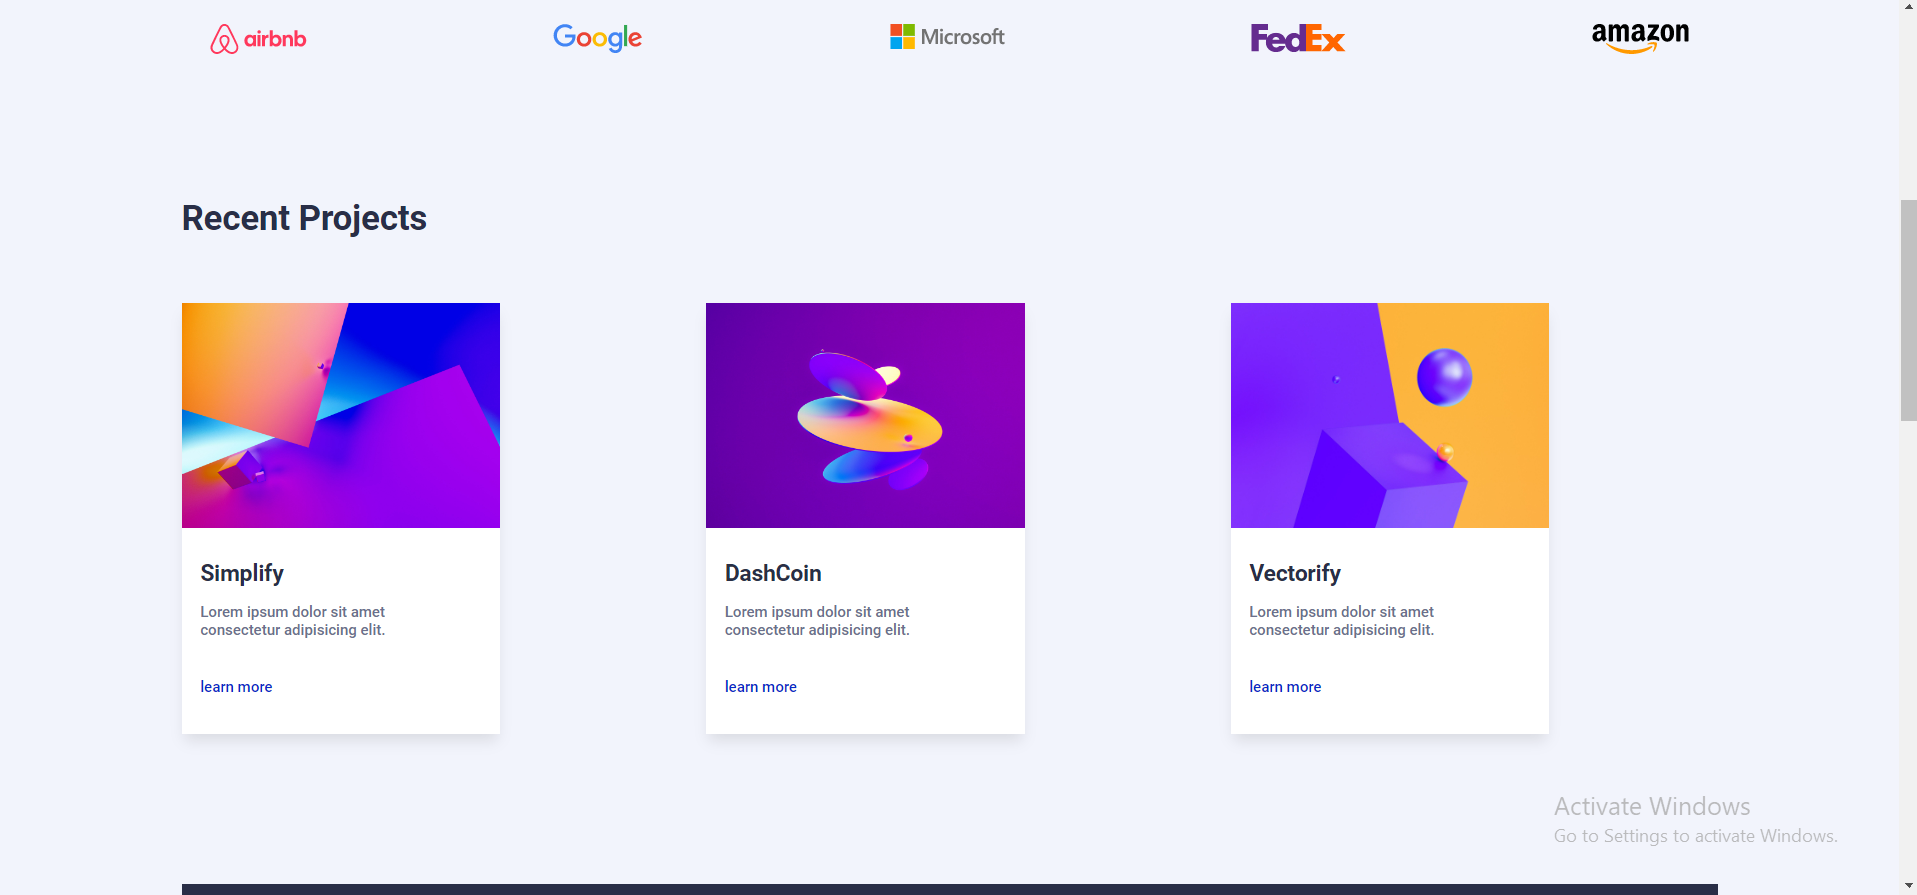 airbnb
Google
Microsoft
FedEx
amazon
Recent Projects
Simplify
Lorem ipsum dolor sit amet
consectetur adipisicing elit.
learn more
DashCoin
Lorem ipsum dolor sit amet
consectetur adipisicing elit.
learn more
Vectorify
Lorem ipsum dolor sit amet
consectetur adipisicing elit.
learn more
Activate Windows
Go to Settings to activate Windows.